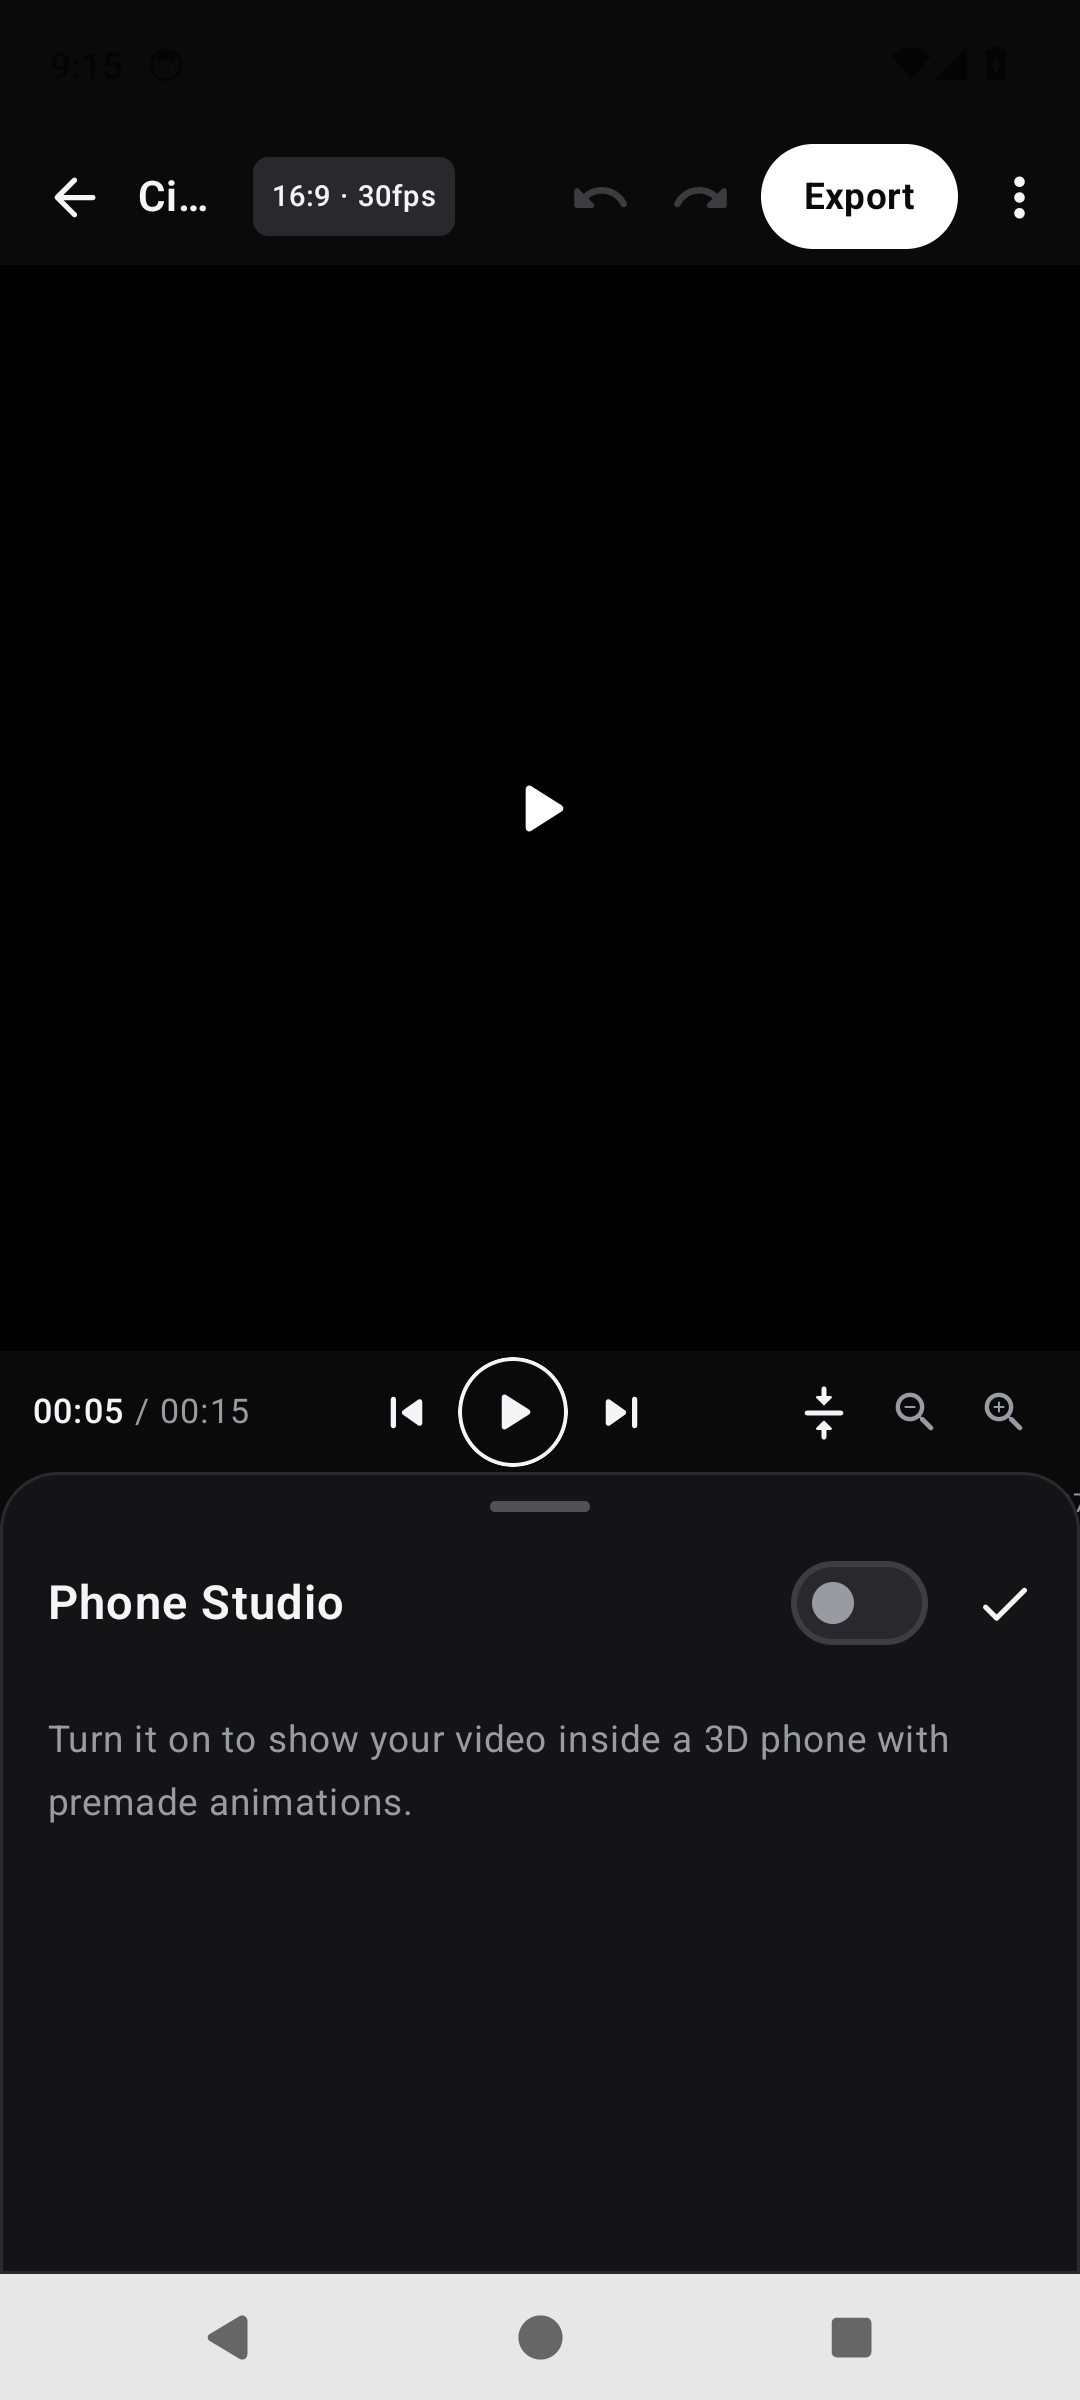 9:15
Ci...
16:9 · 30fps
Export
00:05 / 00:15
Phone Studio
Turn it on to show your video inside a 3D phone with
premade animations.